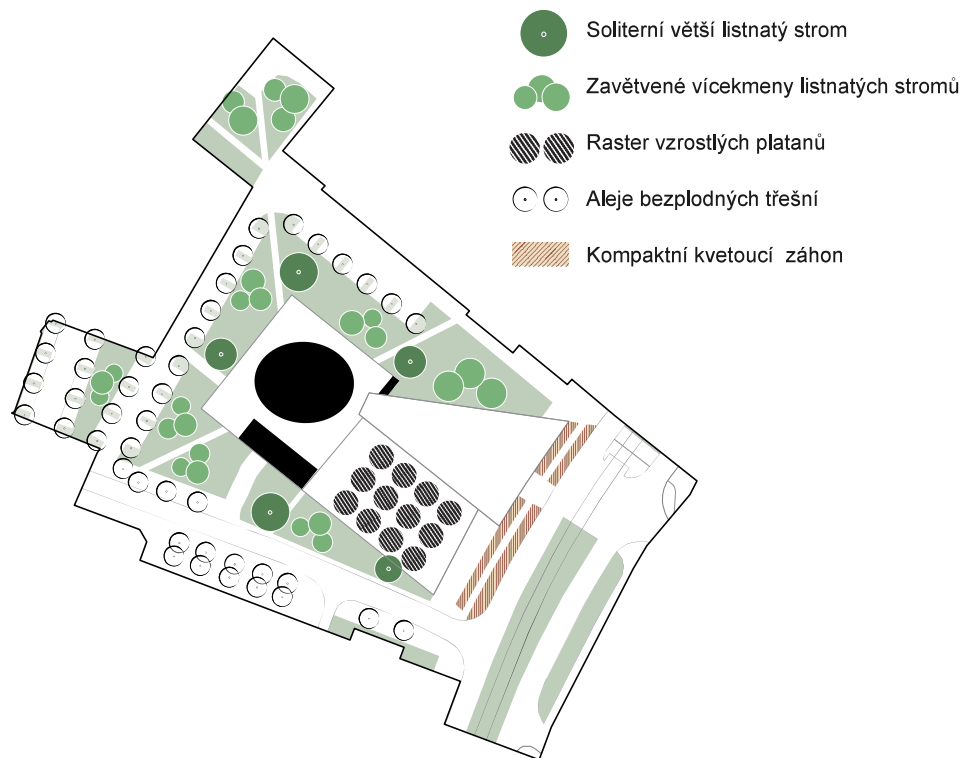 Soliterní větší listnatý strom
Zavětvené vícekmeny listnatých stromů
Raster vzrostlých platanů
Aleje bezplodných třešní
Kompaktní kvetoucí záhon